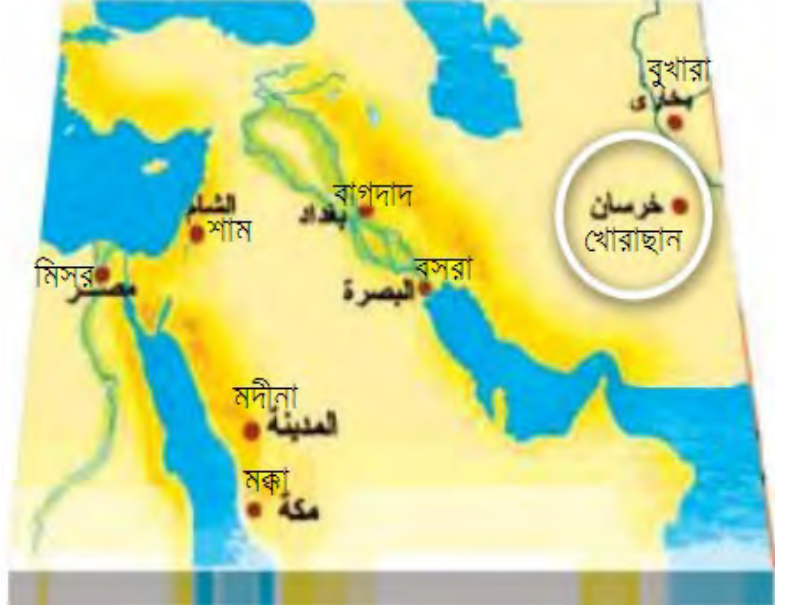 বুখারা
بخارى
خرسان
খোরাছান
বাগদাদ
بغداد
الشام
শাম
বসরা
البصرة
মিসর
مصر
মদীনা
المدينة
মক্কা
مكة